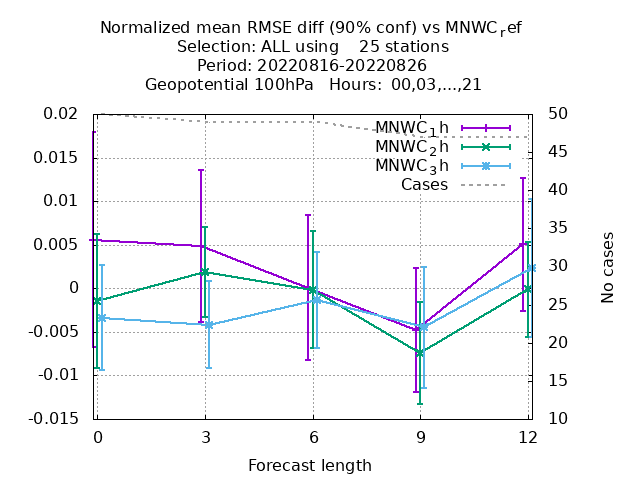 Normalized mean RMSE diff (90% conf) vs MNWC_ref
Selection: ALL using    25 stations
Period: 20220816-20220826
Geopotential 100hPa   Hours:  00,03,...,21
0.02
0.015
0.01
0.005
0
-0.005
-0.01
-0.015
50
45
40
35
30
25
20
15
10
MNWC_1h
MNWC_2h
MNWC_3h
Cases
No cases
0
3
6
9
12
Forecast length